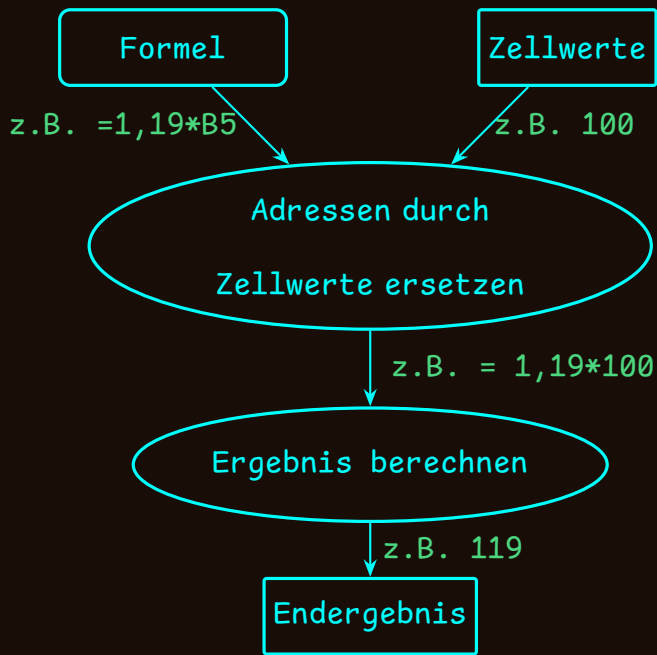 Formel
Zellwerte
z.B. =1,19*B5
z.B. 100
Adressen durch
Zellwerte ersetzen
z.B. = 1,19*100
Ergebnis berechnen
z.B. 119
Endergebnis